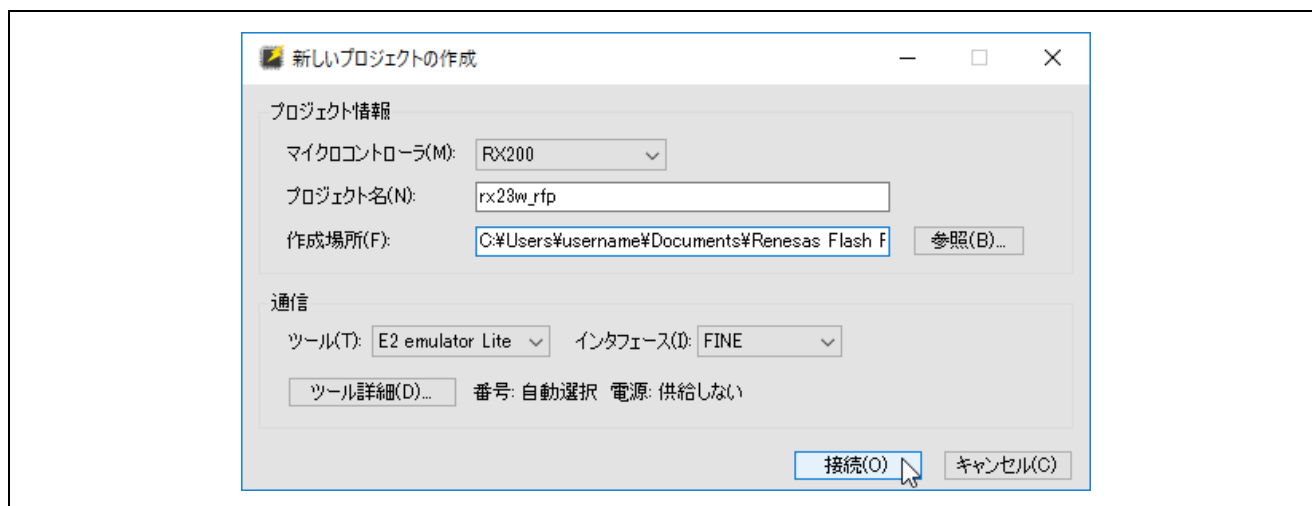 新しいプロジェクトの作成
プロジェクト情報
マイクロコントローラ(M): RX200
プロジェクト名(N): rx23w_rfp
作成場所(F): C:¥Users¥username¥Documents¥Renesas Flash F 参照(B)...
通信
ツール(T): E2 emulator Lite インタフェース(I): FINE
ツール詳細(D)... 番号: 自動選択 電源: 供給しない
接続(O) キャンセル(C)